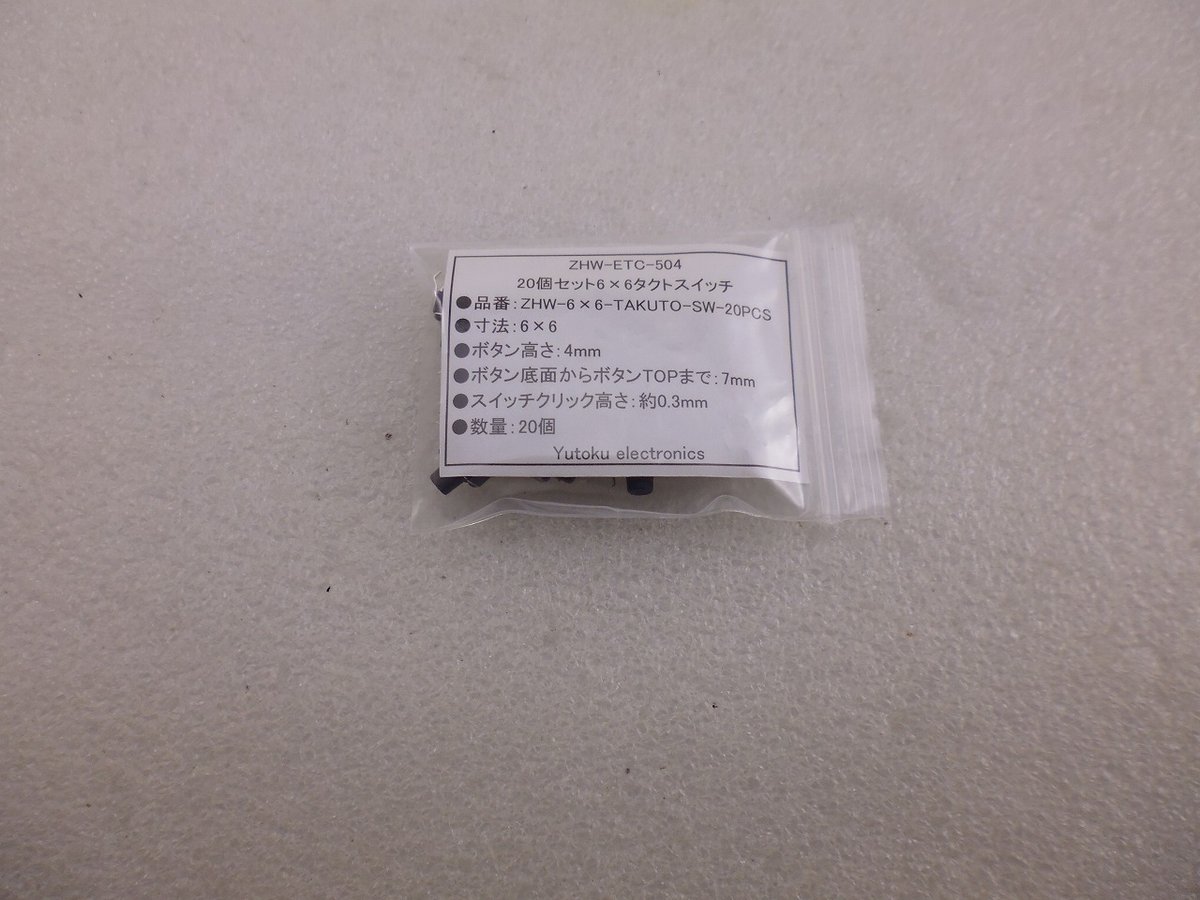 ZHW-ETC-504
20個セット6×6タクトスイッチ
●品番:ZHW-6×6-TAKUTO-SW-20PCS
●寸法:6×6
●ボタン高さ:4mm
●ボタン底面からボタンTOPまで:7mm
●スイッチクリック高さ:約0.3mm
●数量:20個
Yutoku electronics